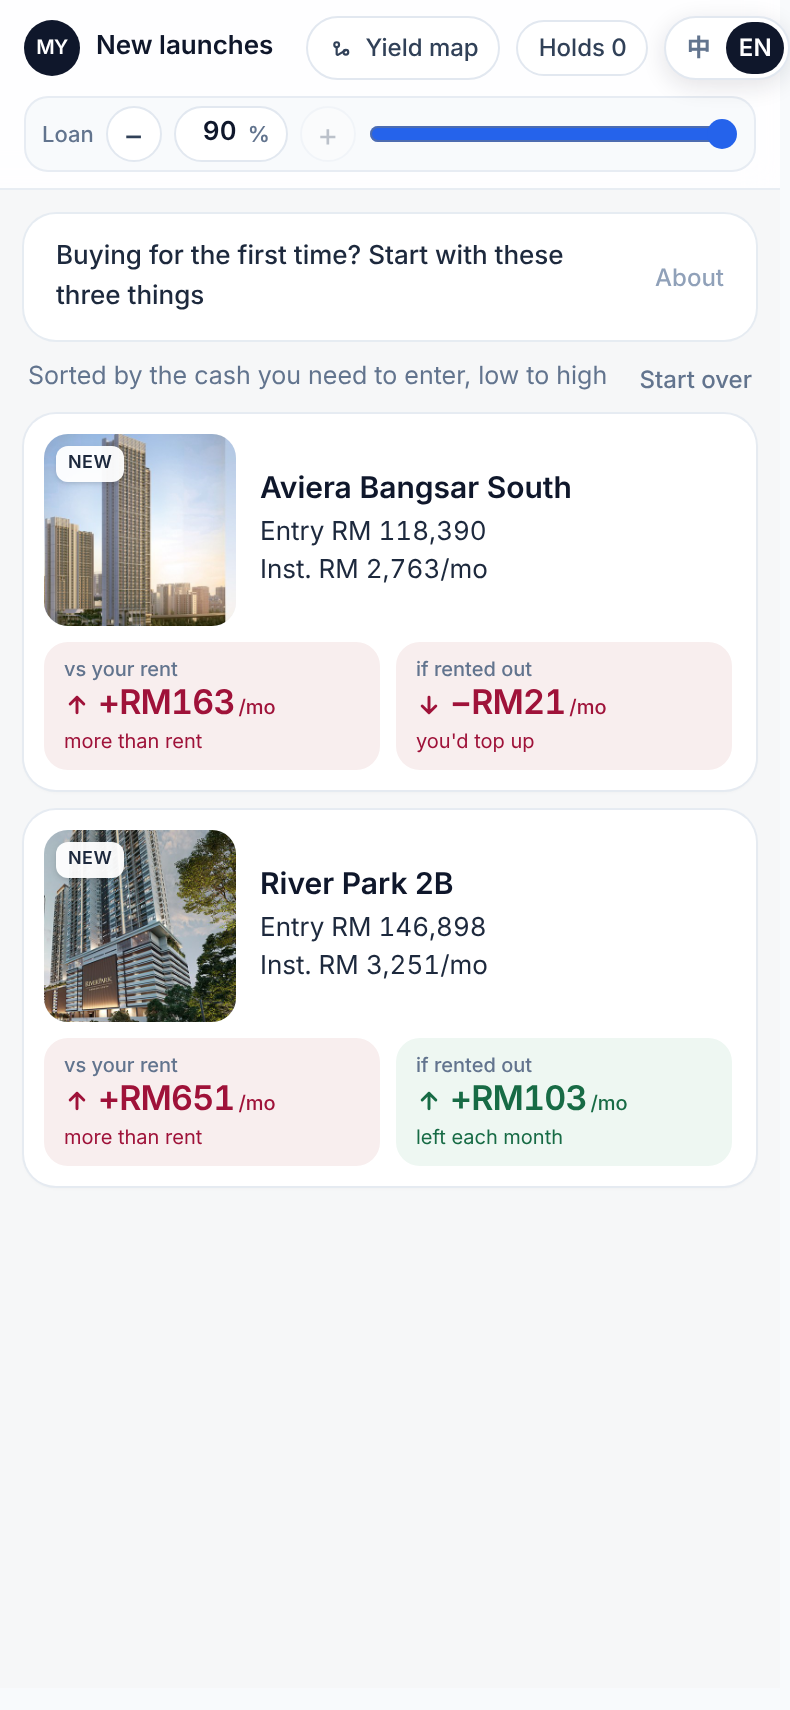 MY New launches Yield map Holds 0 中 EN
Loan − 90 % +
Buying for the first time? Start with these
three things
About
Sorted by the cash you need to enter, low to high Start over
NEW
Aviera Bangsar South
Entry RM 118,390
Inst. RM 2,763/mo
vs your rent
↑ +RM163 /mo
more than rent
if rented out
↓ −RM21 /mo
you'd top up
NEW
RIVER PARK
River Park 2B
Entry RM 146,898
Inst. RM 3,251/mo
vs your rent
↑ +RM651 /mo
more than rent
if rented out
↑ +RM103 /mo
left each month